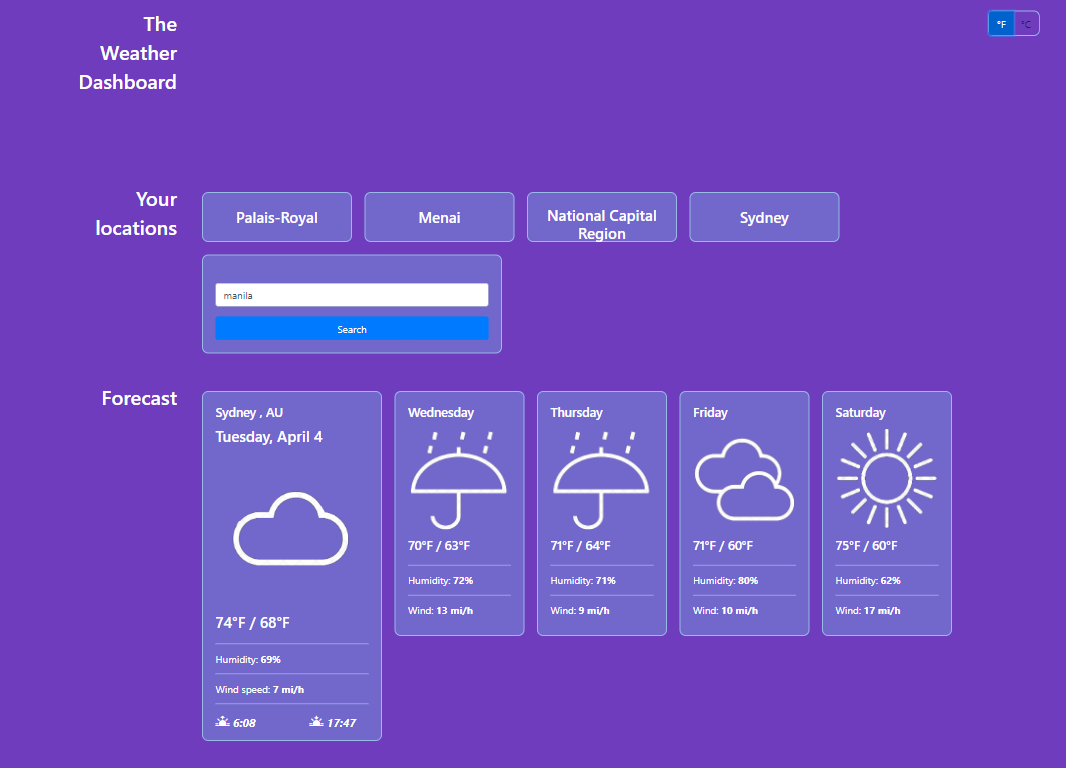 The
Weather
Dashboard
°F °C
Your
locations
Palais-Royal
Menai
National Capital
Region
Sydney
manila
Search
Forecast
Sydney , AU
Tuesday, April 4
74°F / 68°F
Humidity: 69%
Wind speed: 7 mi/h
6:08 17:47
Wednesday
70°F / 63°F
Humidity: 72%
Wind: 13 mi/h
Thursday
71°F / 64°F
Humidity: 71%
Wind: 9 mi/h
Friday
71°F / 60°F
Humidity: 80%
Wind: 10 mi/h
Saturday
75°F / 60°F
Humidity: 62%
Wind: 17 mi/h